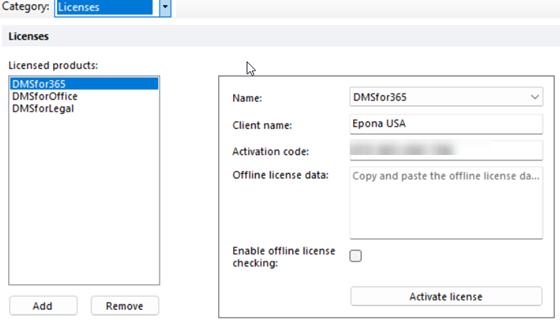 Category: Licenses
Licenses
Licensed products:
DMSfor365
DMSforOffice
DMSforLegal
Add
Remove
Name: DMSfor365
Client name: Epona USA
Activation code:
Offline license data: Copy and paste the offline license da...
Enable offline license
checking:
Activate license